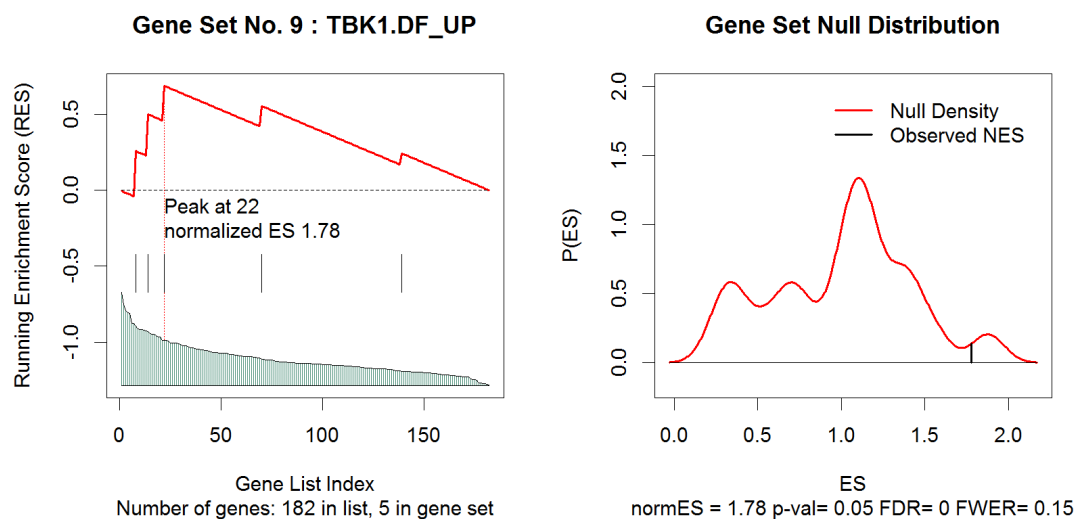 Gene Set No. 9 : TBK1.DF_UP
Running Enrichment Score (RES)
0.5
0.0
-0.5
-1.0
Peak at 22
normalized ES 1.78
0
50
100
150
Gene List Index
Number of genes: 182 in list, 5 in gene set
Gene Set Null Distribution
P(ES)
2.0
1.5
1.0
0.5
0.0
Null Density
Observed NES
0.0
0.5
1.0
1.5
2.0
ES
normES = 1.78 p-val= 0.05 FDR= 0 FWER= 0.15